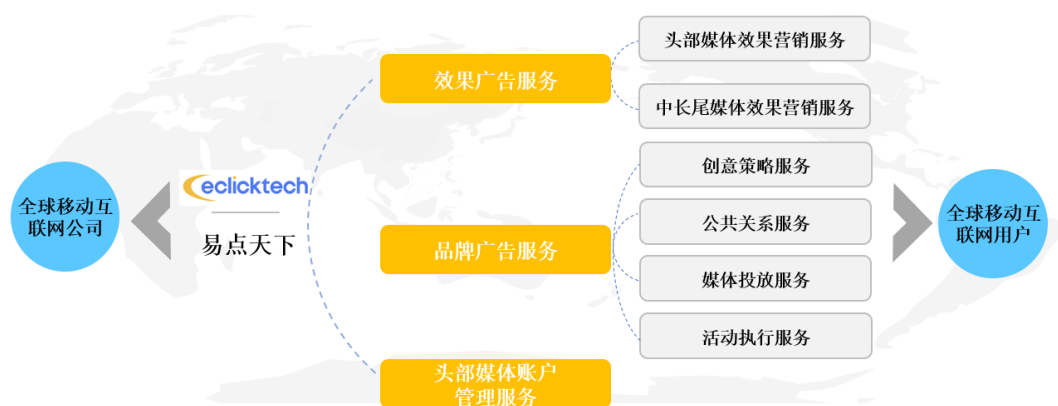 全球移动互
联网公司
eclicktech
易点天下
效果广告服务
头部媒体效果营销服务
中长尾媒体效果营销服务
品牌广告服务
创意策略服务
公共关系服务
媒体投放服务
活动执行服务
头部媒体账户
管理服务
全球移动互
联网用户